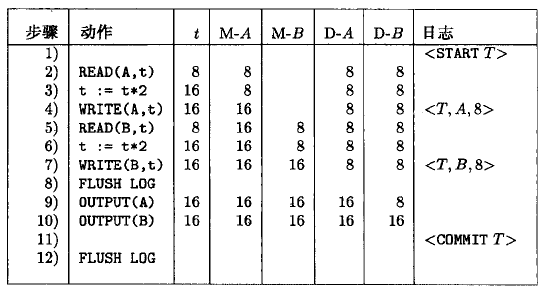 步骤 动作 t M-A M-B D-A D-B 日志
1) <START T>
2) READ(A,t) 8 8 8 8
3) t := t*2 16 8 8 8
4) WRITE(A,t) 16 16 8 8 <T, A, 8>
5) READ(B,t) 8 16 8 8 8
6) t := t*2 16 16 8 8 8
7) WRITE(B,t) 16 16 16 8 8 <T, B, 8>
8) FLUSH LOG
9) OUTPUT(A) 16 16 16 16 8
10) OUTPUT(B) 16 16 16 16 16
11) <COMMIT T>
12) FLUSH LOG